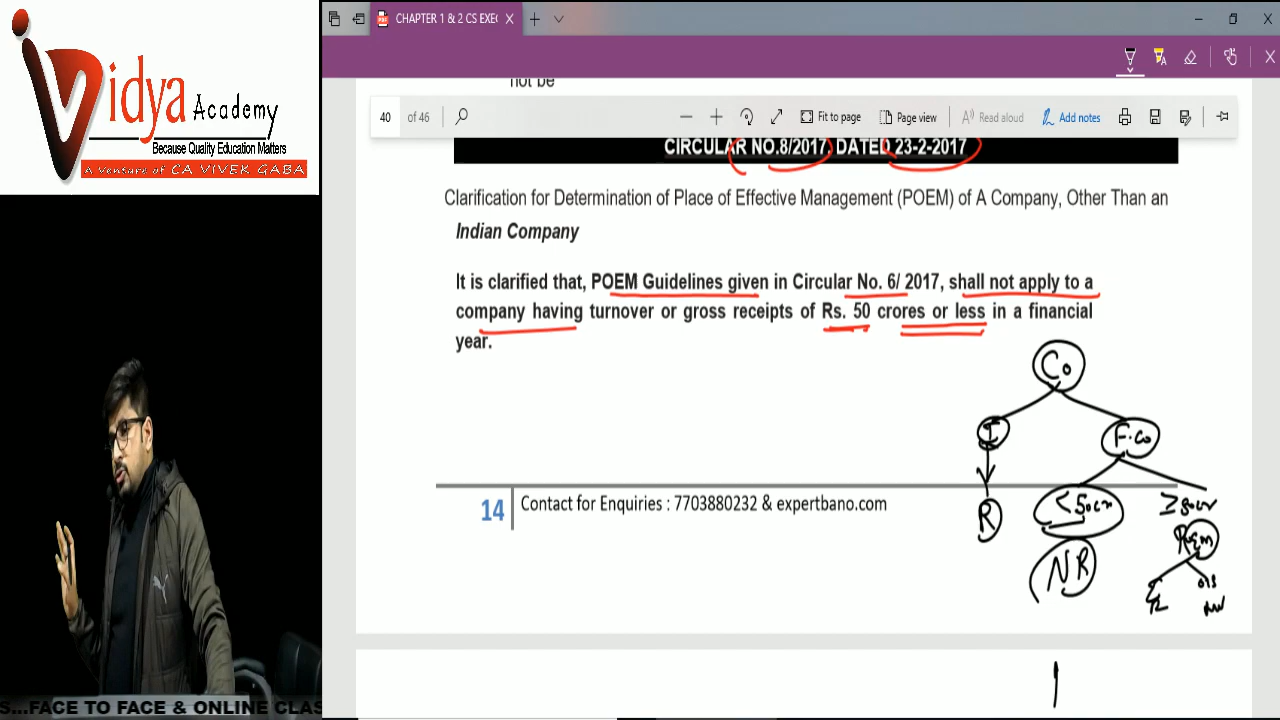 Vidya Academy
Because Quality Education Matters
A Venture of CA VIVEK GABA
CHAPTER 1 & 2 CS EXEC
not be
40 of 46
Fit to page
Page view
Read aloud
Add notes
CIRCULAR NO.8/2017, DATED 23-2-2017
Clarification for Determination of Place of Effective Management (POEM) of A Company, Other Than an
Indian Company
It is clarified that, POEM Guidelines given in Circular No. 6/ 2017, shall not apply to a
company having turnover or gross receipts of Rs. 50 crores or less in a financial
year.
Co
I F.Co
14 Contact for Enquiries : 7703880232 & expertbano.com
R <50cr
NR
S...FACE TO FACE & ONLINE CLAS